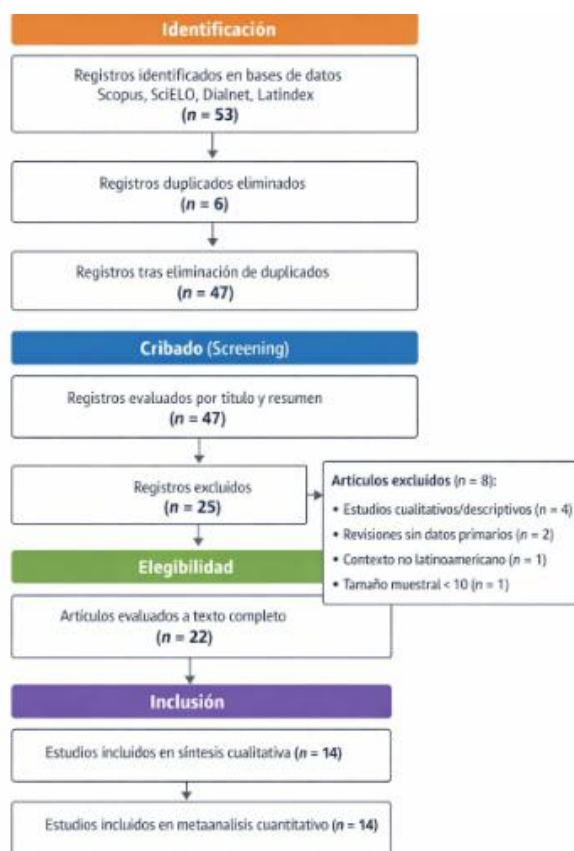 Identificación
Registros identificados en bases de datos
Scopus, SciELO, Dialnet, Latindex
(n = 53)
Registros duplicados eliminados
(n = 6)
Registros tras eliminación de duplicados
(n = 47)
Cribado (Screening)
Registros evaluados por titulo y resumen
(n = 47)
Registros excluidos
(n = 25)
Artículos excluidos (n = 8):
• Estudios cualitativos/descriptivos (n = 4)
• Revisiones sin datos primarios (n = 2)
• Contexto no latinoamericano (n = 1)
• Tamaño muestral < 10 (n = 1)
Elegibilidad
Artículos evaluados a texto completo
(n = 22)
Inclusión
Estudios incluidos en síntesis cualitativa (n = 14)
Estudios incluidos en metaanalisis cuantitativo (n = 14)